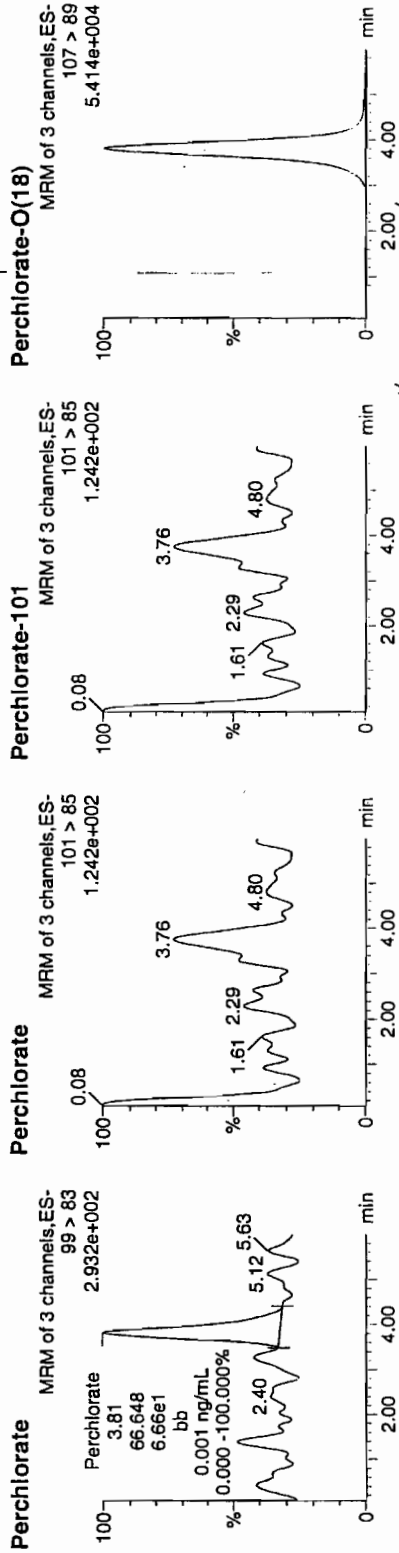 Perchlorate
MRM of 3 channels,ES-
99 > 83
2.932e+002
100
Perchlorate
3.81
66.648
6.66e1
bb
0.001 ng/mL
0.000 -100.000%
%
2.40
5.12
5.63
0
2.00
4.00
min
Perchlorate
MRM of 3 channels,ES-
101 > 85
1.242e+002
0.08
100
3.76
%
1.61
2.29
4.80
0
2.00
4.00
min
Perchlorate-101
MRM of 3 channels,ES-
101 > 85
1.242e+002
0.08
100
3.76
%
1.61
2.29
4.80
0
2.00
4.00
min
Perchlorate-O(18)
MRM of 3 channels,ES-
107 > 89
5.414e+004
100
%
0
2.00
4.00
min